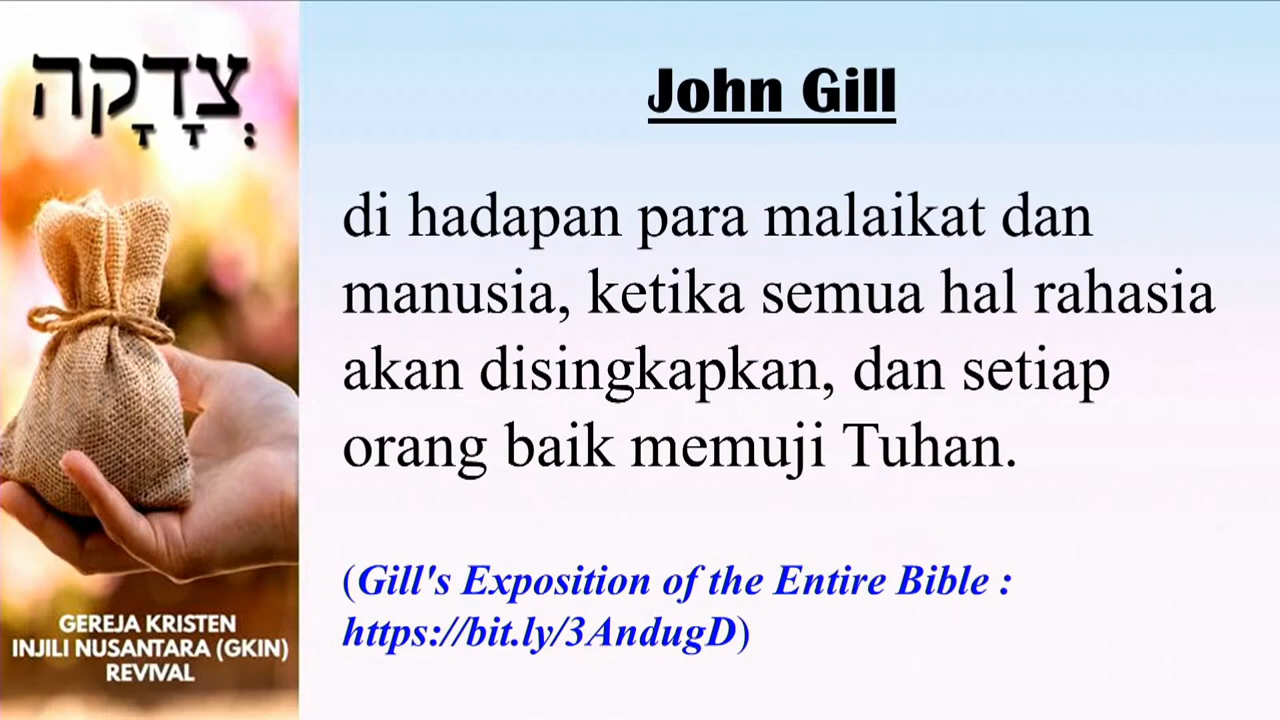 צְדָקָה
GEREJA KRISTEN
INJILI NUSANTARA (GKIN)
REVIVAL
John Gill
di hadapan para malaikat dan
manusia, ketika semua hal rahasia
akan disingkapkan, dan setiap
orang baik memuji Tuhan.
(Gill's Exposition of the Entire Bible :
https://bit.ly/3AndugD)